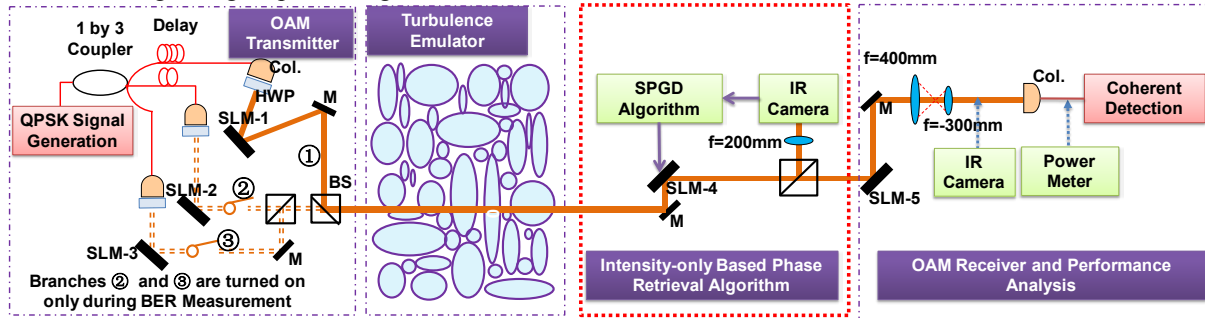 1 by 3
Coupler
Delay
OAM
Transmitter
Col.
HWP
M
SLM-1
QPSK Signal
Generation
①
SLM-2
②
BS
SLM-3
③
M
Branches ② and ③ are turned on
only during BER Measurement
Turbulence
Emulator
SPGD
Algorithm
IR
Camera
f=200mm
SLM-4
M
Intensity-only Based Phase
Retrieval Algorithm
f=400mm
M
Col.
Coherent
Detection
f=-300mm
IR
Camera
Power
Meter
SLM-5
OAM Receiver and Performance
Analysis